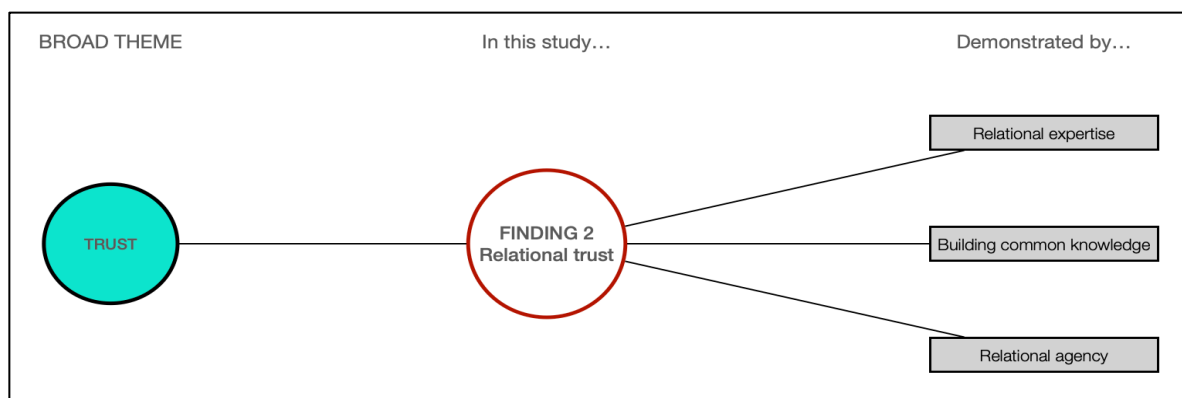 BROAD THEME
In this study…
Demonstrated by…
Relational expertise
TRUST
FINDING 2
Relational trust
Building common knowledge
Relational agency